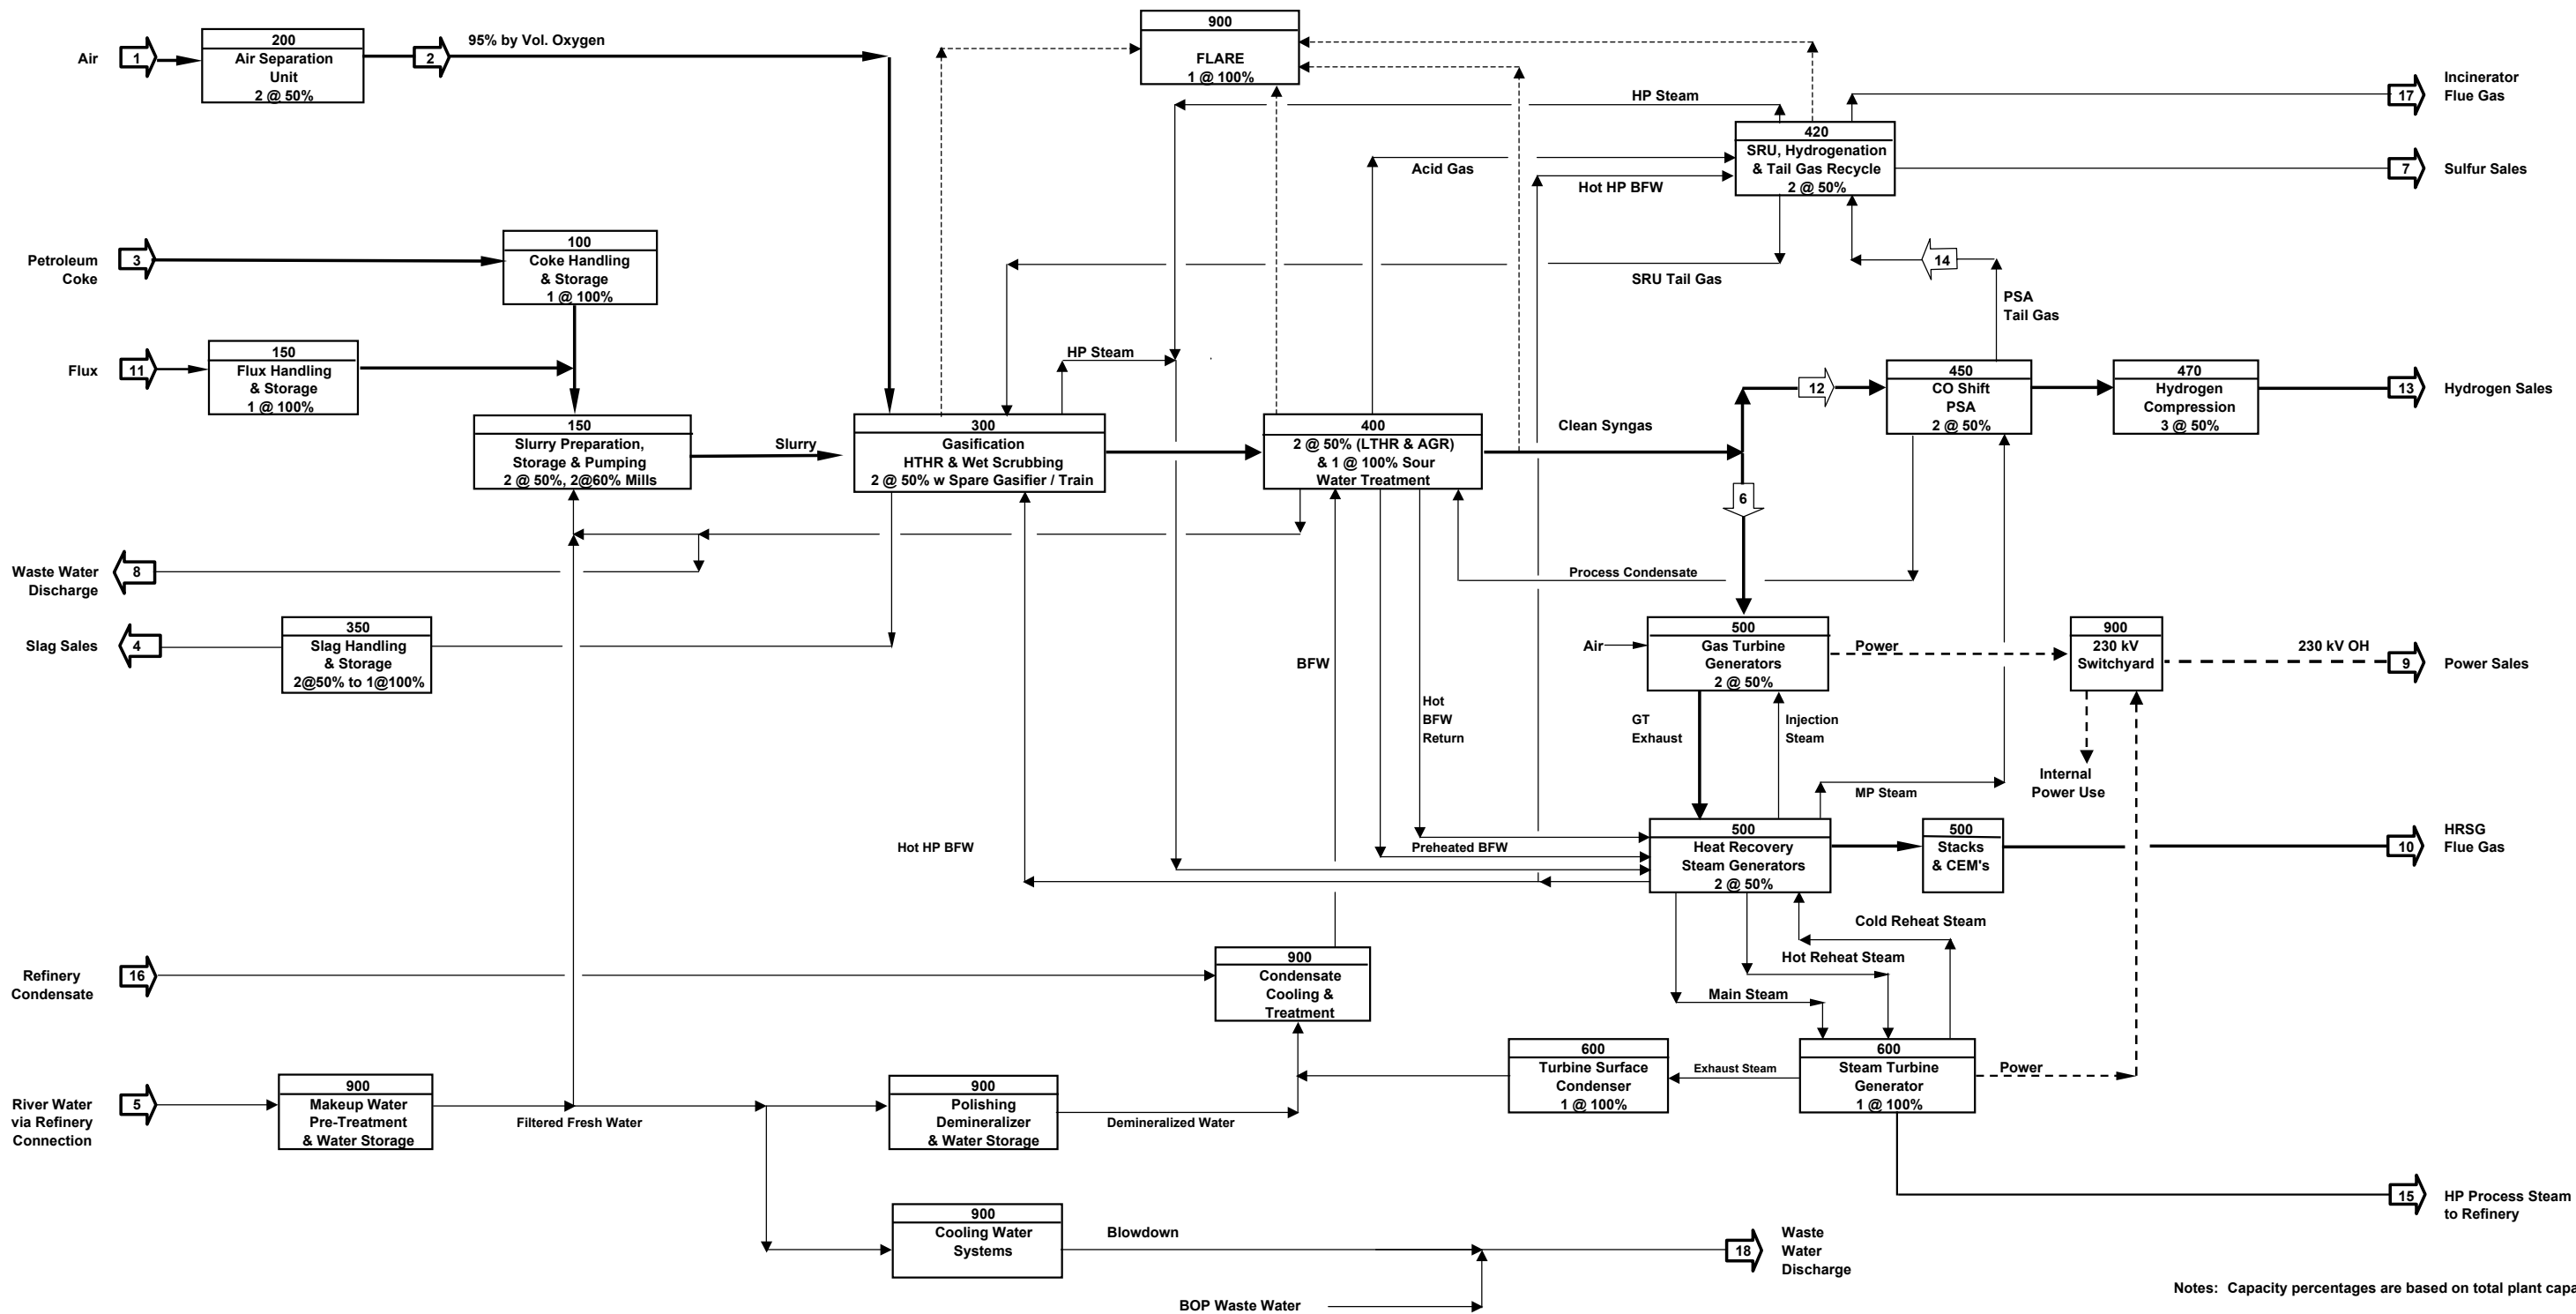 900
FLARE
1 @ 100%
Air
1
200
Air Separation
Unit
2 @ 50%
2
95% by Vol. Oxygen
HP Steam
17
Incinerator
Flue Gas
420
SRU, Hydrogenation
& Tail Gas Recycle
2 @ 50%
Acid Gas
Hot HP BFW
7
Sulfur Sales
Petroleum
Coke
3
100
Coke Handling
& Storage
1 @ 100%
SRU Tail Gas
14
PSA
Tail Gas
Flux
11
150
Flux Handling
& Storage
1 @ 100%
HP Steam
150
Slurry Preparation,
Storage & Pumping
2 @ 50%, 2@60% Mills
Slurry
300
Gasification
HTHR & Wet Scrubbing
2 @ 50% w Spare Gasifier / Train
400
2 @ 50% (LTHR & AGR)
& 1 @ 100% Sour
Water Treatment
Clean Syngas
12
6
450
CO Shift
PSA
2 @ 50%
470
Hydrogen
Compression
3 @ 50%
13
Hydrogen Sales
Waste Water
Discharge
8
Process Condensate
Slag Sales
4
350
Slag Handling
& Storage
2@50% to 1@100%
BFW
Air
500
Gas Turbine
Generators
2 @ 50%
Power
900
230 kV
Switchyard
230 kV OH
9
Power Sales
Hot
BFW
Return
GT
Exhaust
Injection
Steam
MP Steam
Internal
Power Use
Hot HP BFW
Preheated BFW
500
Heat Recovery
Steam Generators
2 @ 50%
500
Stacks
& CEM's
10
HRSG
Flue Gas
Cold Reheat Steam
Hot Reheat Steam
Main Steam
Refinery
Condensate
16
900
Condensate
Cooling &
Treatment
River Water
via Refinery
Connection
5
900
Makeup Water
Pre-Treatment
& Water Storage
Filtered Fresh Water
900
Polishing
Demineralizer
& Water Storage
Demineralized Water
600
Turbine Surface
Condenser
1 @ 100%
Exhaust Steam
600
Steam Turbine
Generator
1 @ 100%
Power
15
HP Process Steam
to Refinery
900
Cooling Water
Systems
Blowdown
18
Waste
Water
Discharge
BOP Waste Water
Notes: Capacity percentages are based on total plant capa